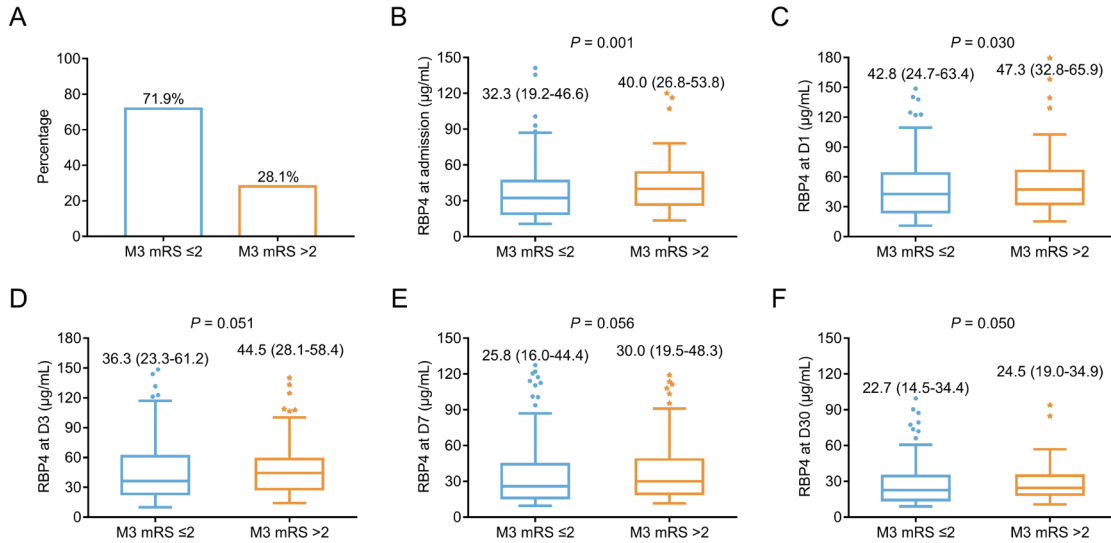 A
Percentage
100
80
60
40
20
0
71.9%
28.1%
M3 mRS ≤2
M3 mRS >2
B
P = 0.001
RBP4 at admission (μg/mL)
150
120
90
60
30
0
32.3 (19.2-46.6)
40.0 (26.8-53.8)
M3 mRS ≤2
M3 mRS >2
C
P = 0.030
RBP4 at D1 (μg/mL)
180
150
120
90
60
30
0
42.8 (24.7-63.4)
47.3 (32.8-65.9)
M3 mRS ≤2
M3 mRS >2
D
P = 0.051
RBP4 at D3 (μg/mL)
180
150
120
90
60
30
0
36.3 (23.3-61.2)
44.5 (28.1-58.4)
M3 mRS ≤2
M3 mRS >2
E
P = 0.056
RBP4 at D7 (μg/mL)
150
120
90
60
30
0
25.8 (16.0-44.4)
30.0 (19.5-48.3)
M3 mRS ≤2
M3 mRS >2
F
P = 0.050
RBP4 at D30 (μg/mL)
150
120
90
60
30
0
22.7 (14.5-34.4)
24.5 (19.0-34.9)
M3 mRS ≤2
M3 mRS >2